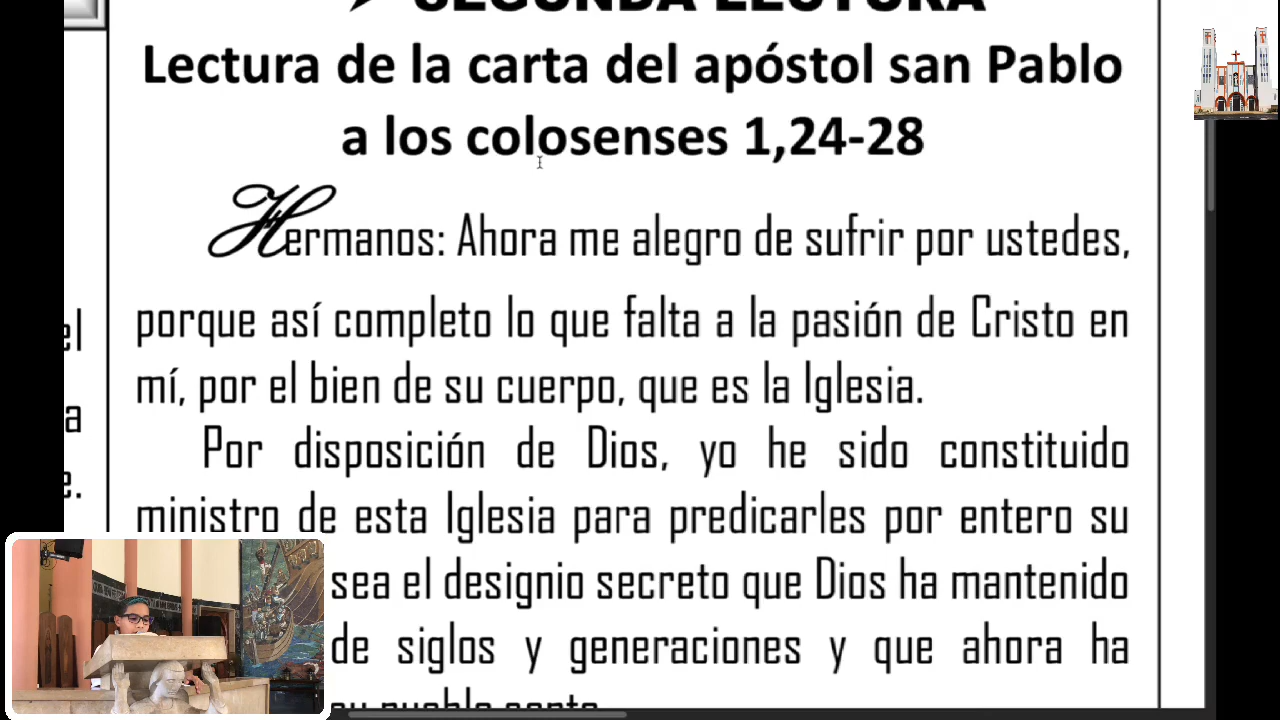 SEGUNDA LECTURA
Lectura de la carta del apóstol san Pablo
a los colosenses 1,24-28
Hermanos: Ahora me alegro de sufrir por ustedes,
porque así completo lo que falta a la pasión de Cristo en
el
mí, por el bien de su cuerpo, que es la Iglesia.
a
Por disposición de Dios, yo he sido constituido
e.
ministro de esta Iglesia para predicarles por entero su
sea el designio secreto que Dios ha mantenido
de siglos y generaciones y que ahora ha